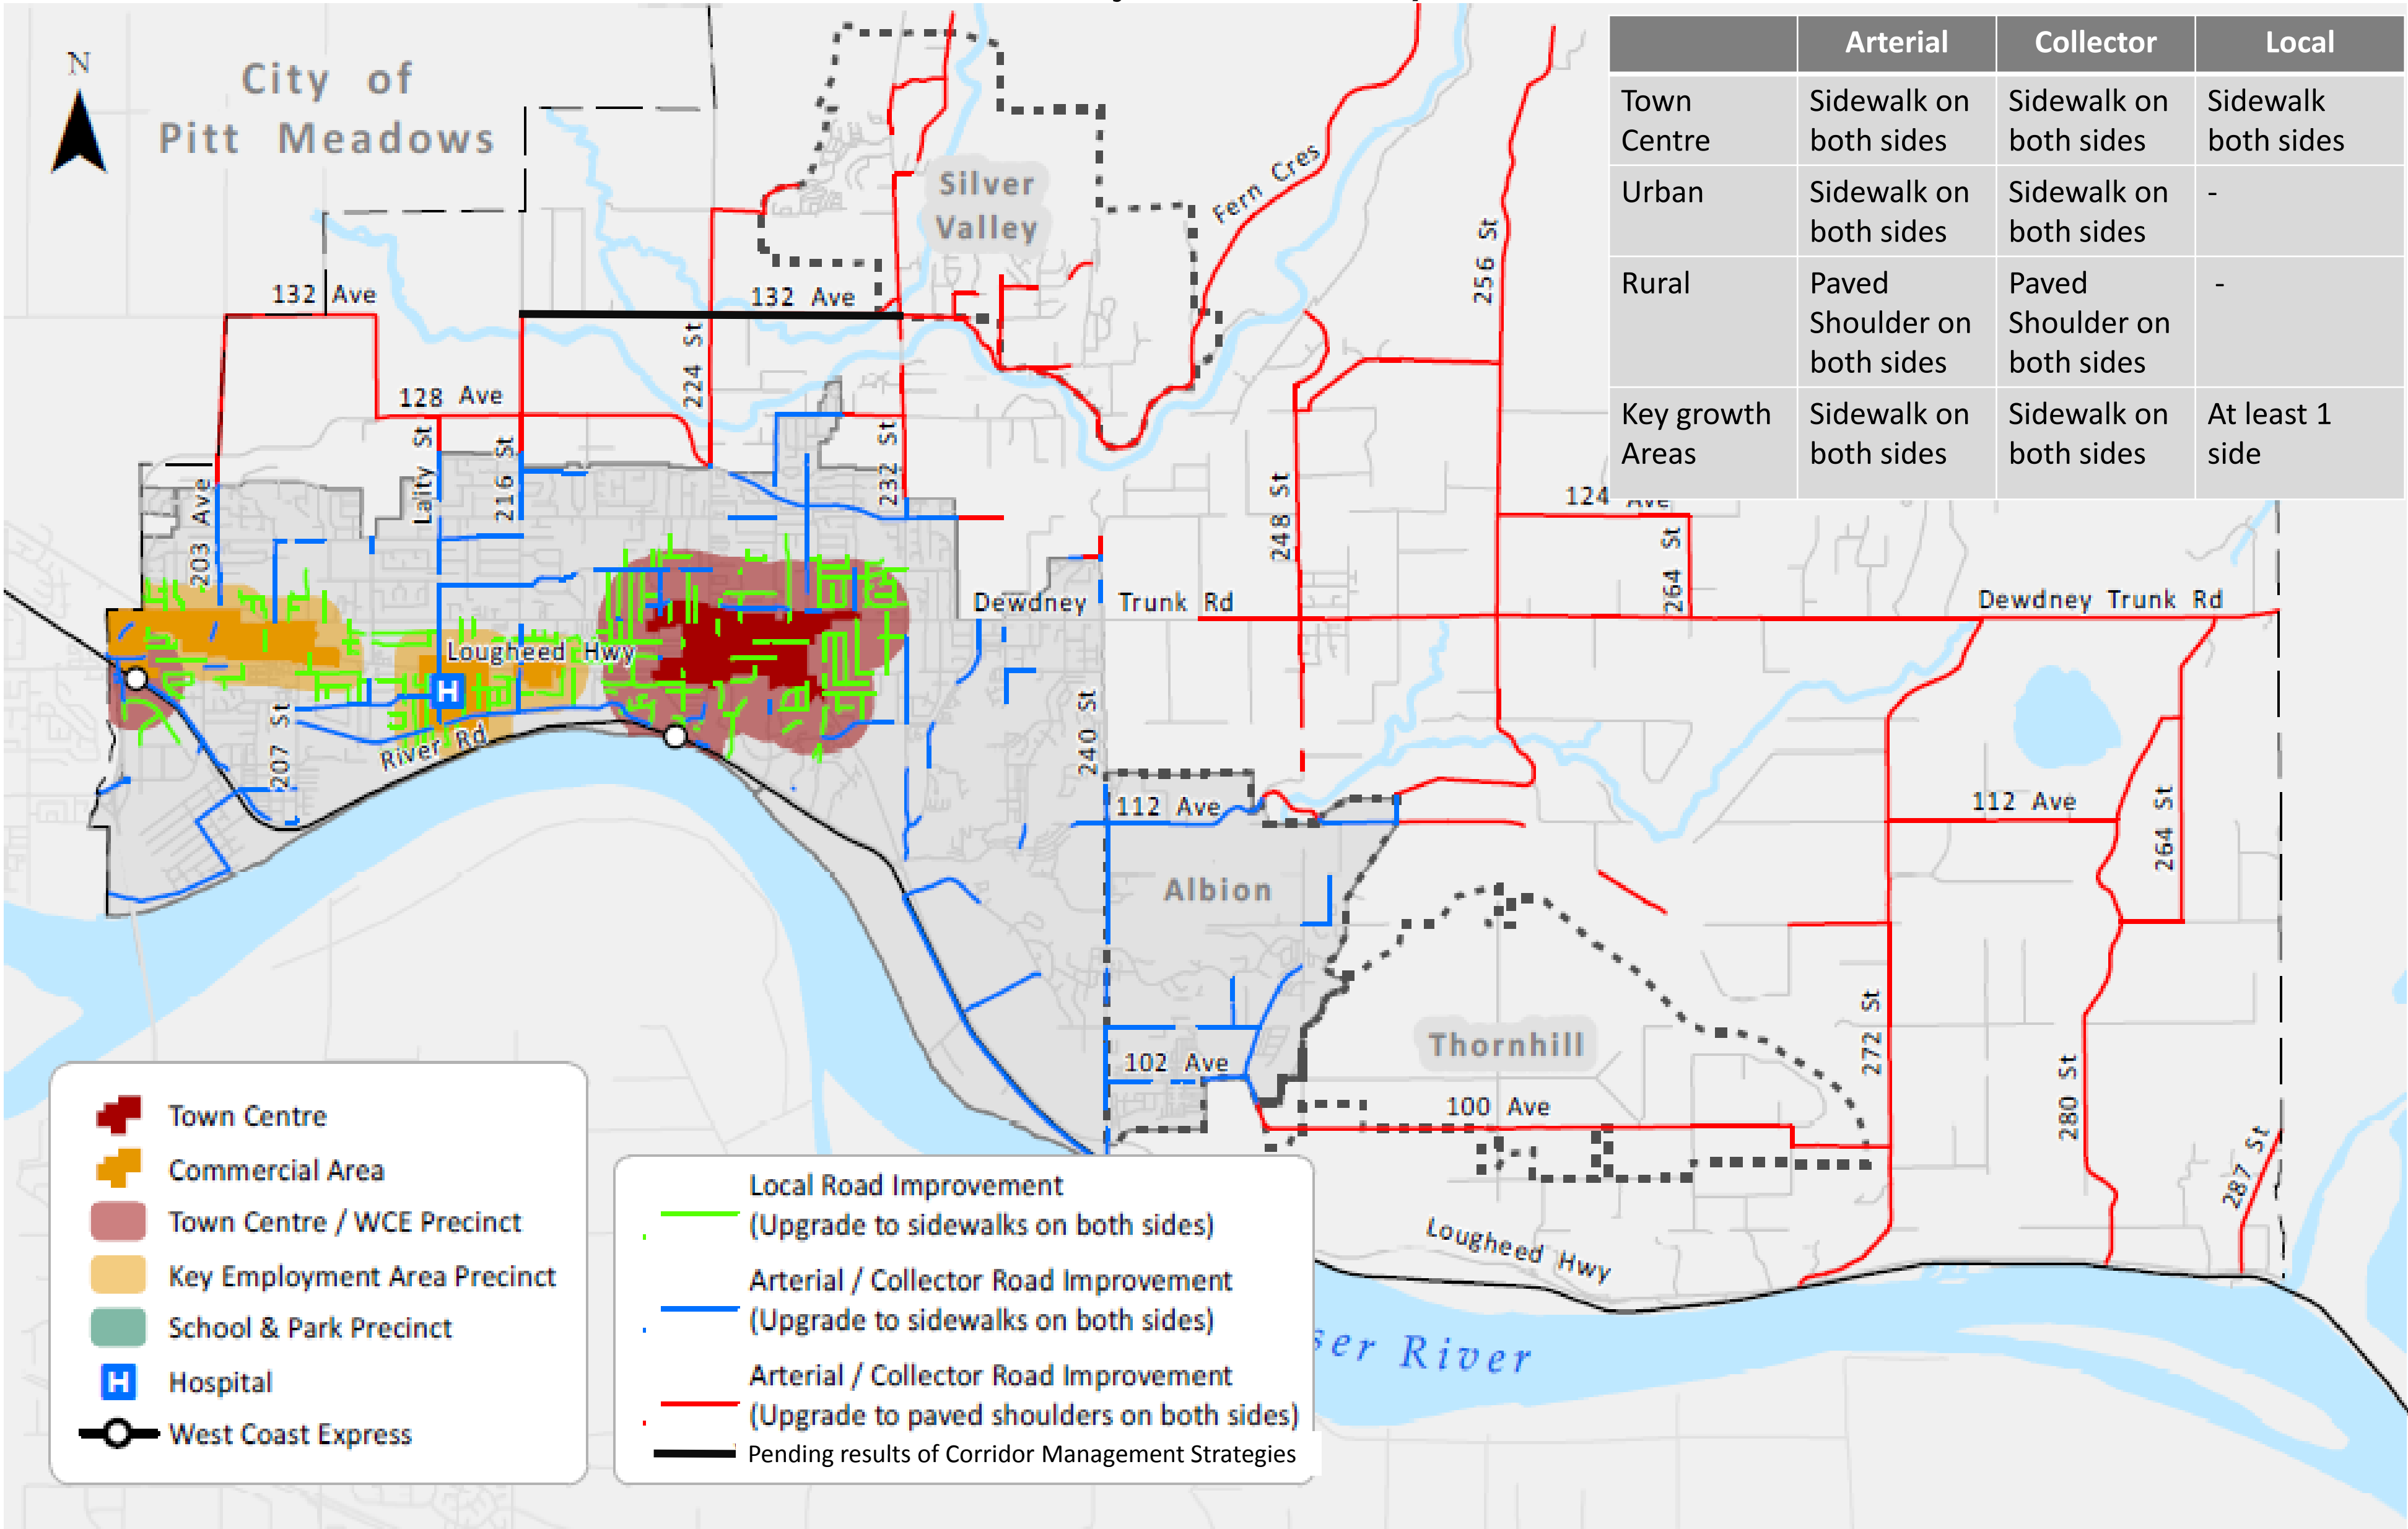 N
City of
Pitt Meadows
Arterial
Collector
Local
Town
Centre
Sidewalk on
both sides
Sidewalk on
both sides
Sidewalk
both sides
Urban
Sidewalk on
both sides
Sidewalk on
both sides
-
Rural
Paved
Shoulder on
both sides
Paved
Shoulder on
both sides
-
Key growth
Areas
Sidewalk on
both sides
Sidewalk on
both sides
At least 1
side
Silver
Valley
Fern Cres
256 St
132 Ave
132 Ave
224 St
128 Ave
Laity St
216 St
232 St
203 Ave
248 St
124 Ave
264 St
Dewdney Trunk Rd
Dewdney Trunk Rd
Lougheed Hwy
H
207 St
River Rd
240 St
112 Ave
112 Ave
264 St
Albion
Thornhill
102 Ave
100 Ave
272 St
280 St
287 St
Lougheed Hwy
ser River
Town Centre
Commercial Area
Town Centre / WCE Precinct
Key Employment Area Precinct
School & Park Precinct
H Hospital
West Coast Express
Local Road Improvement
(Upgrade to sidewalks on both sides)
Arterial / Collector Road Improvement
(Upgrade to sidewalks on both sides)
Arterial / Collector Road Improvement
(Upgrade to paved shoulders on both sides)
Pending results of Corridor Management Strategies